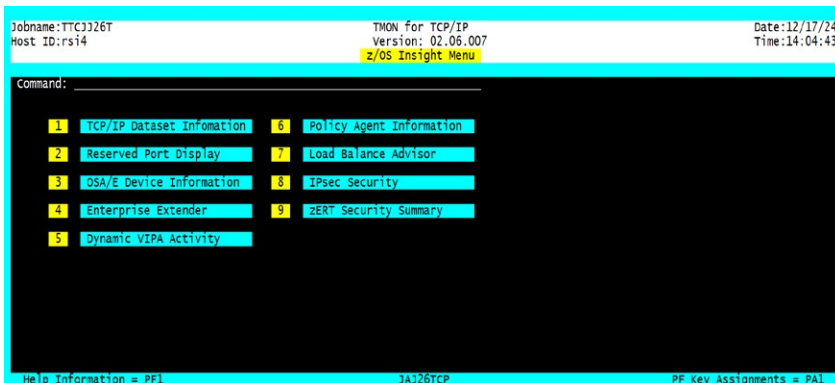 Jobname:TTCJJ26T TMON for TCP/IP Date:12/17/24
Host ID:rsi4 Version: 02.06.007 Time:14:04:43
z/OS Insight Menu
Command:
1 TCP/IP Dataset Infomation 6 Policy Agent Information
2 Reserved Port Display 7 Load Balance Advisor
3 OSA/E Device Information 8 IPsec Security
4 Enterprise Extender 9 zERT Security Summary
5 Dynamic VIPA Activity
Help Information = PF1 JAJ26TCP PF Key Assignments = PA1